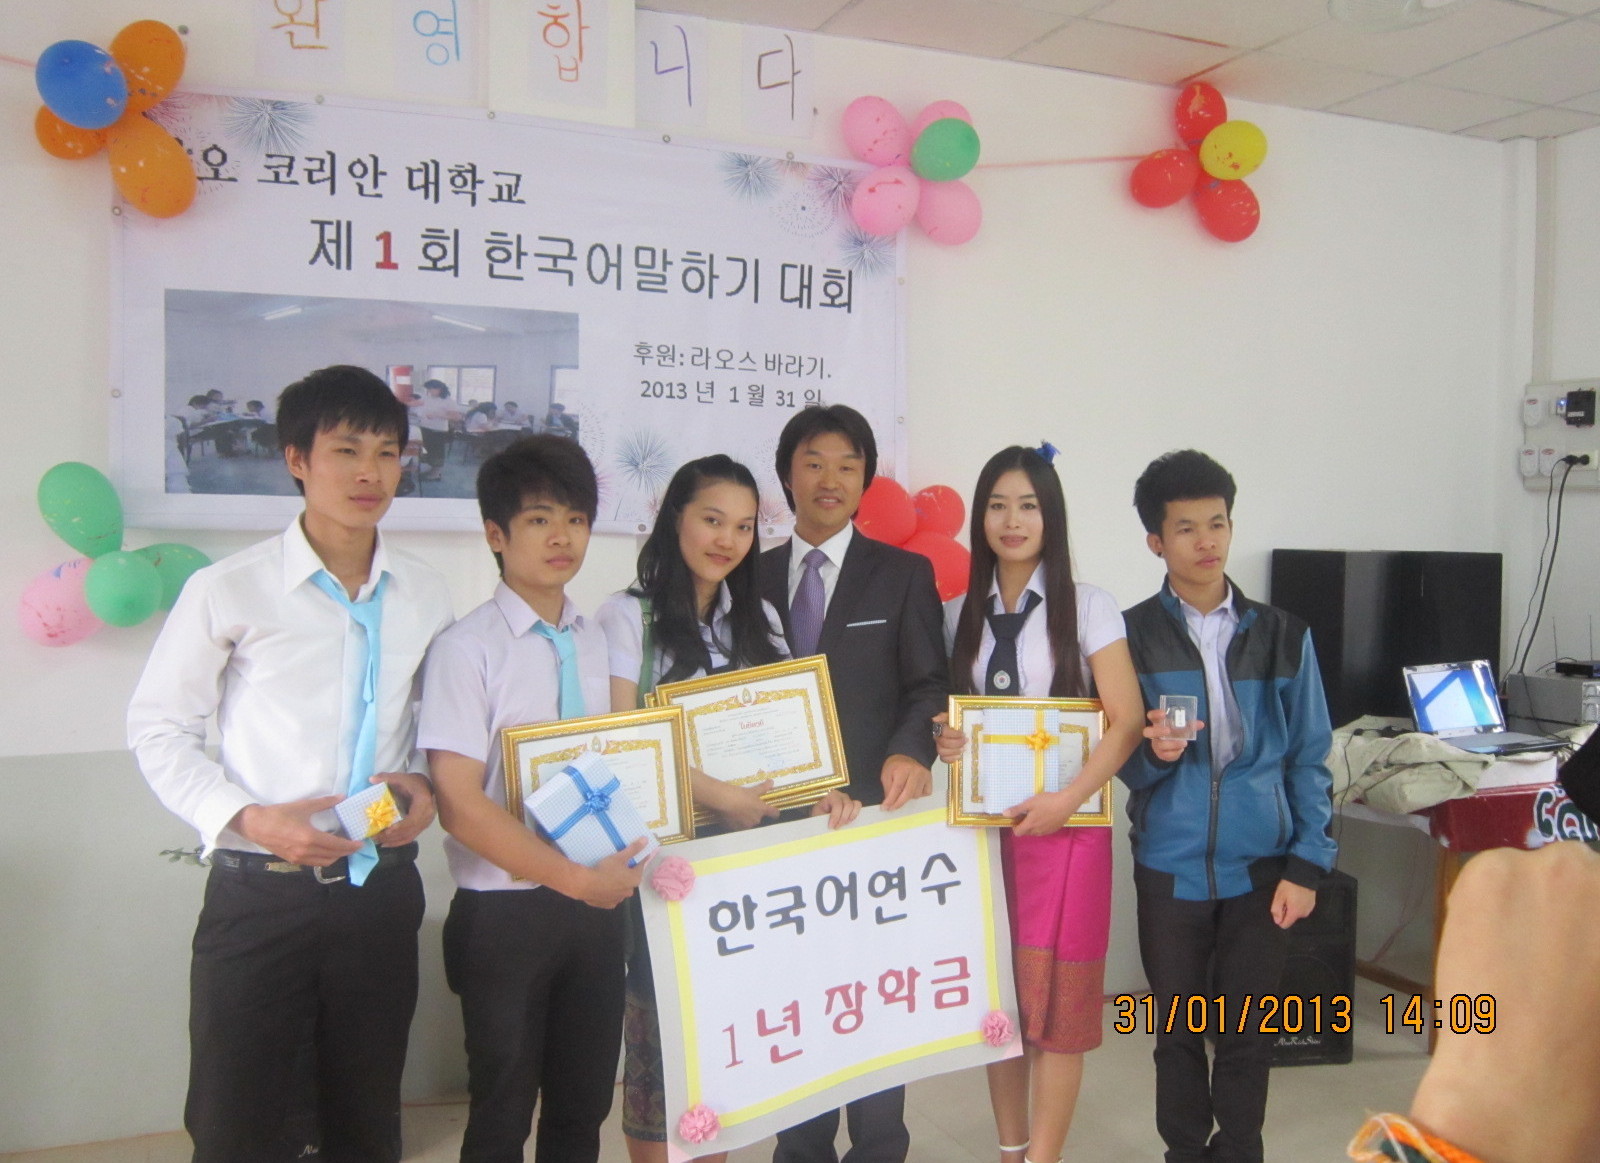 완영합니다.
오 코리안 대학교
제 1 회 한국어말하기 대회
후원: 라오스 바라기.
2013 년 1 월 31 일
한국어연수
1년 장학금
31/01/2013 14:09